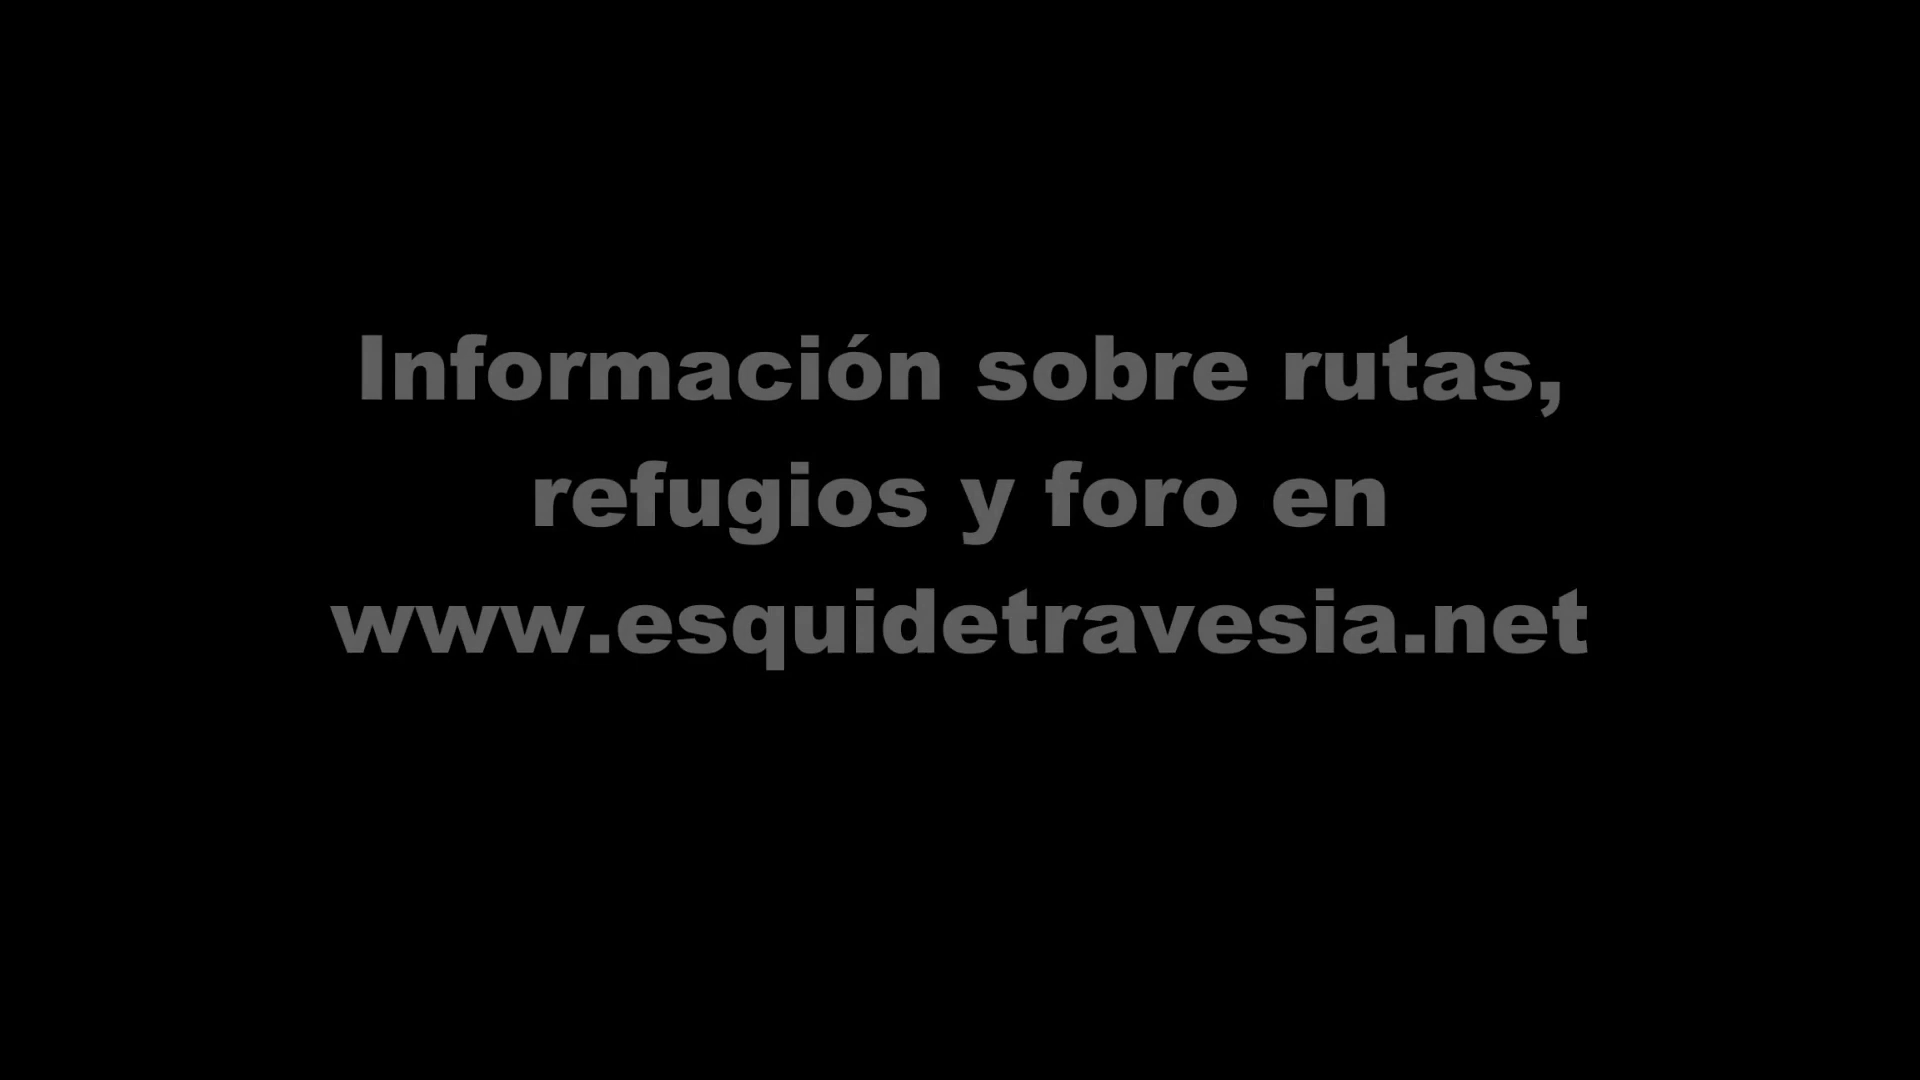 Información sobre rutas,
refugios y foro en
www.esquidetravesia.net